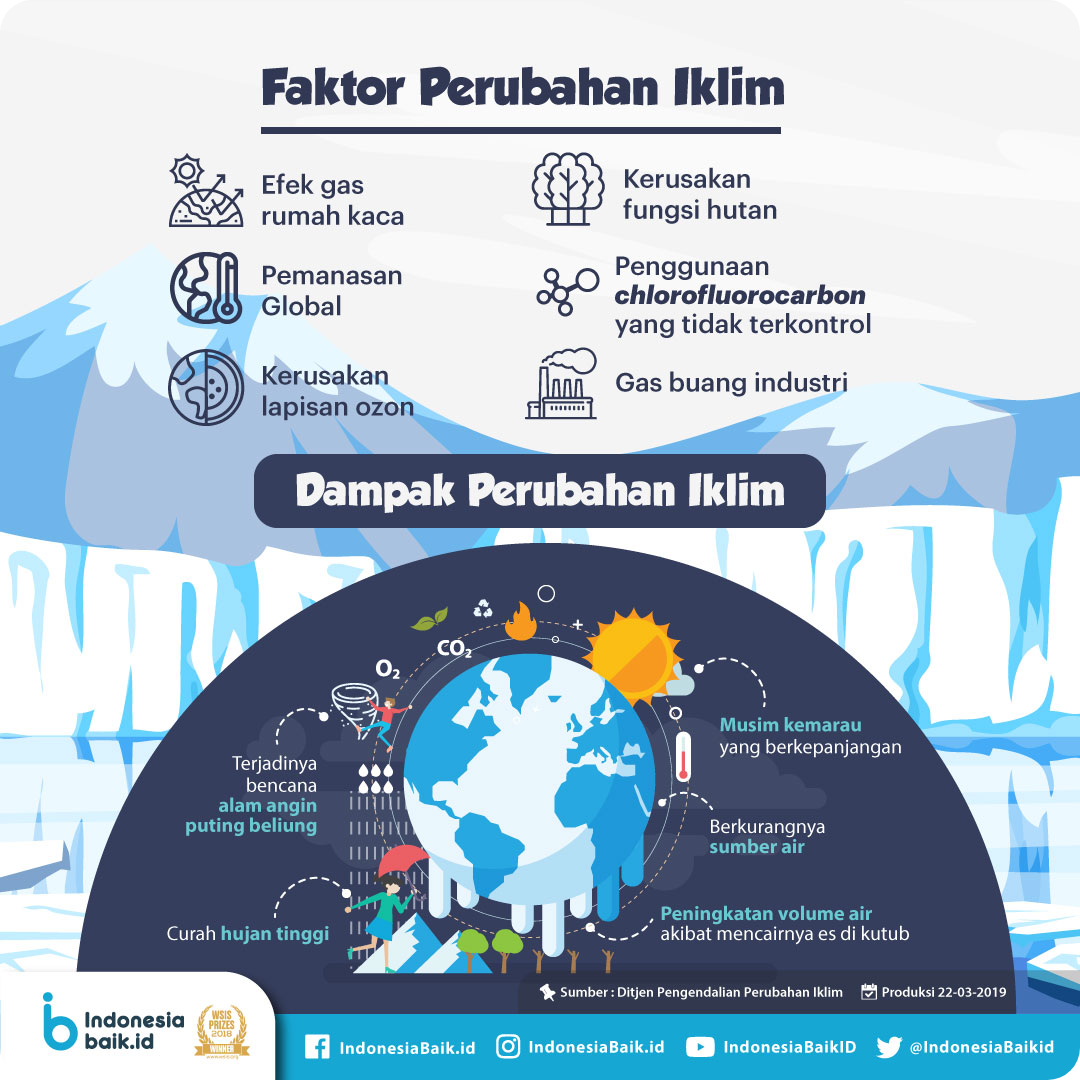 Faktor Perubahan Iklim
Efek gas
rumah kaca
Pemanasan
Global
Kerusakan
lapisan ozon
Kerusakan
fungsi hutan
Penggunaan
chlorofluorocarbon
yang tidak terkontrol
Gas buang industri
Dampak Perubahan Iklim
O₂
CO₂
Terjadinya
bencana
alam angin
puting beliung
Curah hujan tinggi
Musim kemarau
yang berkepanjangan
Berkurangnya
sumber air
Peningkatan volume air
akibat mencairnya es di kutub
Sumber : Ditjen Pengendalian Perubahan Iklim
Produksi 22-03-2019
Indonesia
baik.id
WSIS
PRIZES
2018
WINNER
IndonesiaBaik.id
IndonesiaBaik.id
IndonesiaBaikID
@IndonesiaBaikid